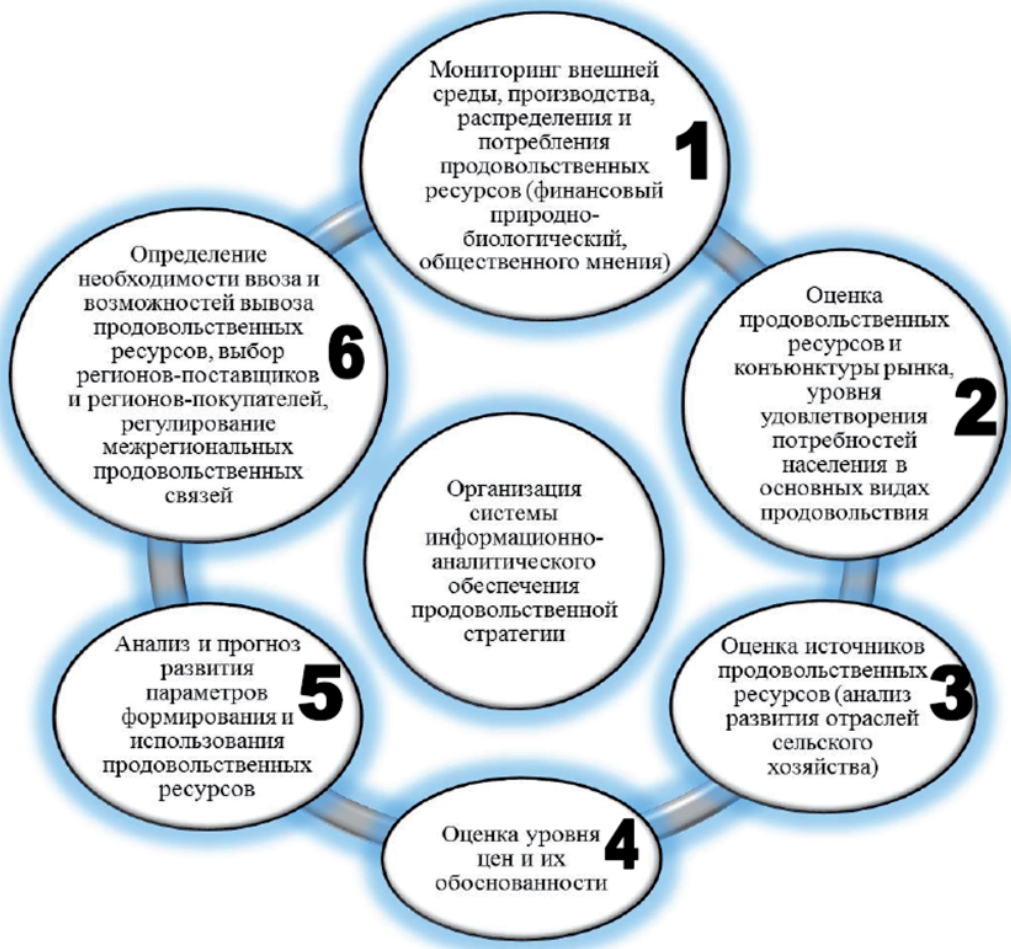 Мониторинг внешней
среды, производства,
распределения и
потребления
продовольственных
ресурсов (финансовый
природно-
биологический,
общественного мнения)
1
Оценка
продовольственных
ресурсов и
конъюнктуры рынка,
уровня
удовлетворения
потребностей
населения в
основных видах
продовольствия
2
Оценка источников
продовольственных
ресурсов (анализ
развития отраслей
сельского
хозяйства)
3
Оценка уровня
цен и их
обоснованности
4
Анализ и прогноз
развития
параметров
формирования и
использования
продовольственных
ресурсов
5
Определение
необходимости ввоза и
возможностей вывоза
продовольственных
ресурсов, выбор
регионов-поставщиков
и регионов-покупателей,
регулирование
межрегиональных
продовольственных
связей
6
Организация
системы
информационно-
аналитического
обеспечения
продовольственной
стратегии